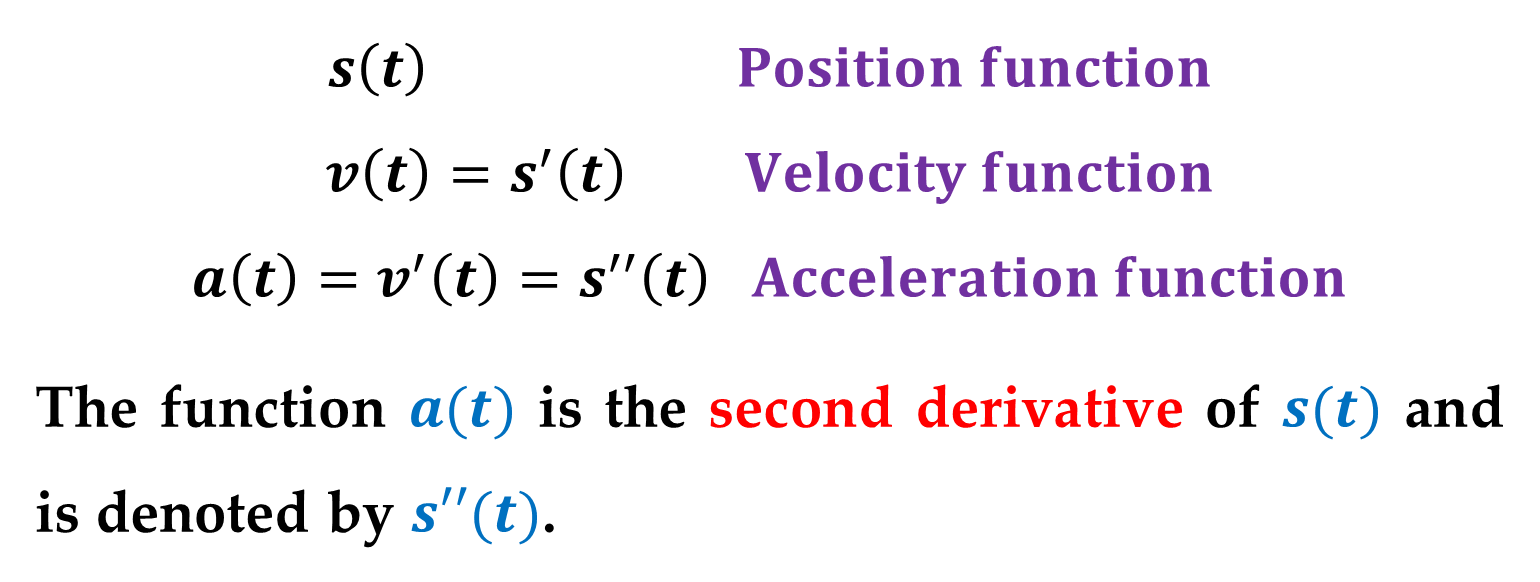 s(t) Position function
v(t) = s′(t) Velocity function
a(t) = v′(t) = s′′(t) Acceleration function
The function a(t) is the second derivative of s(t) and
is denoted by s′′(t).